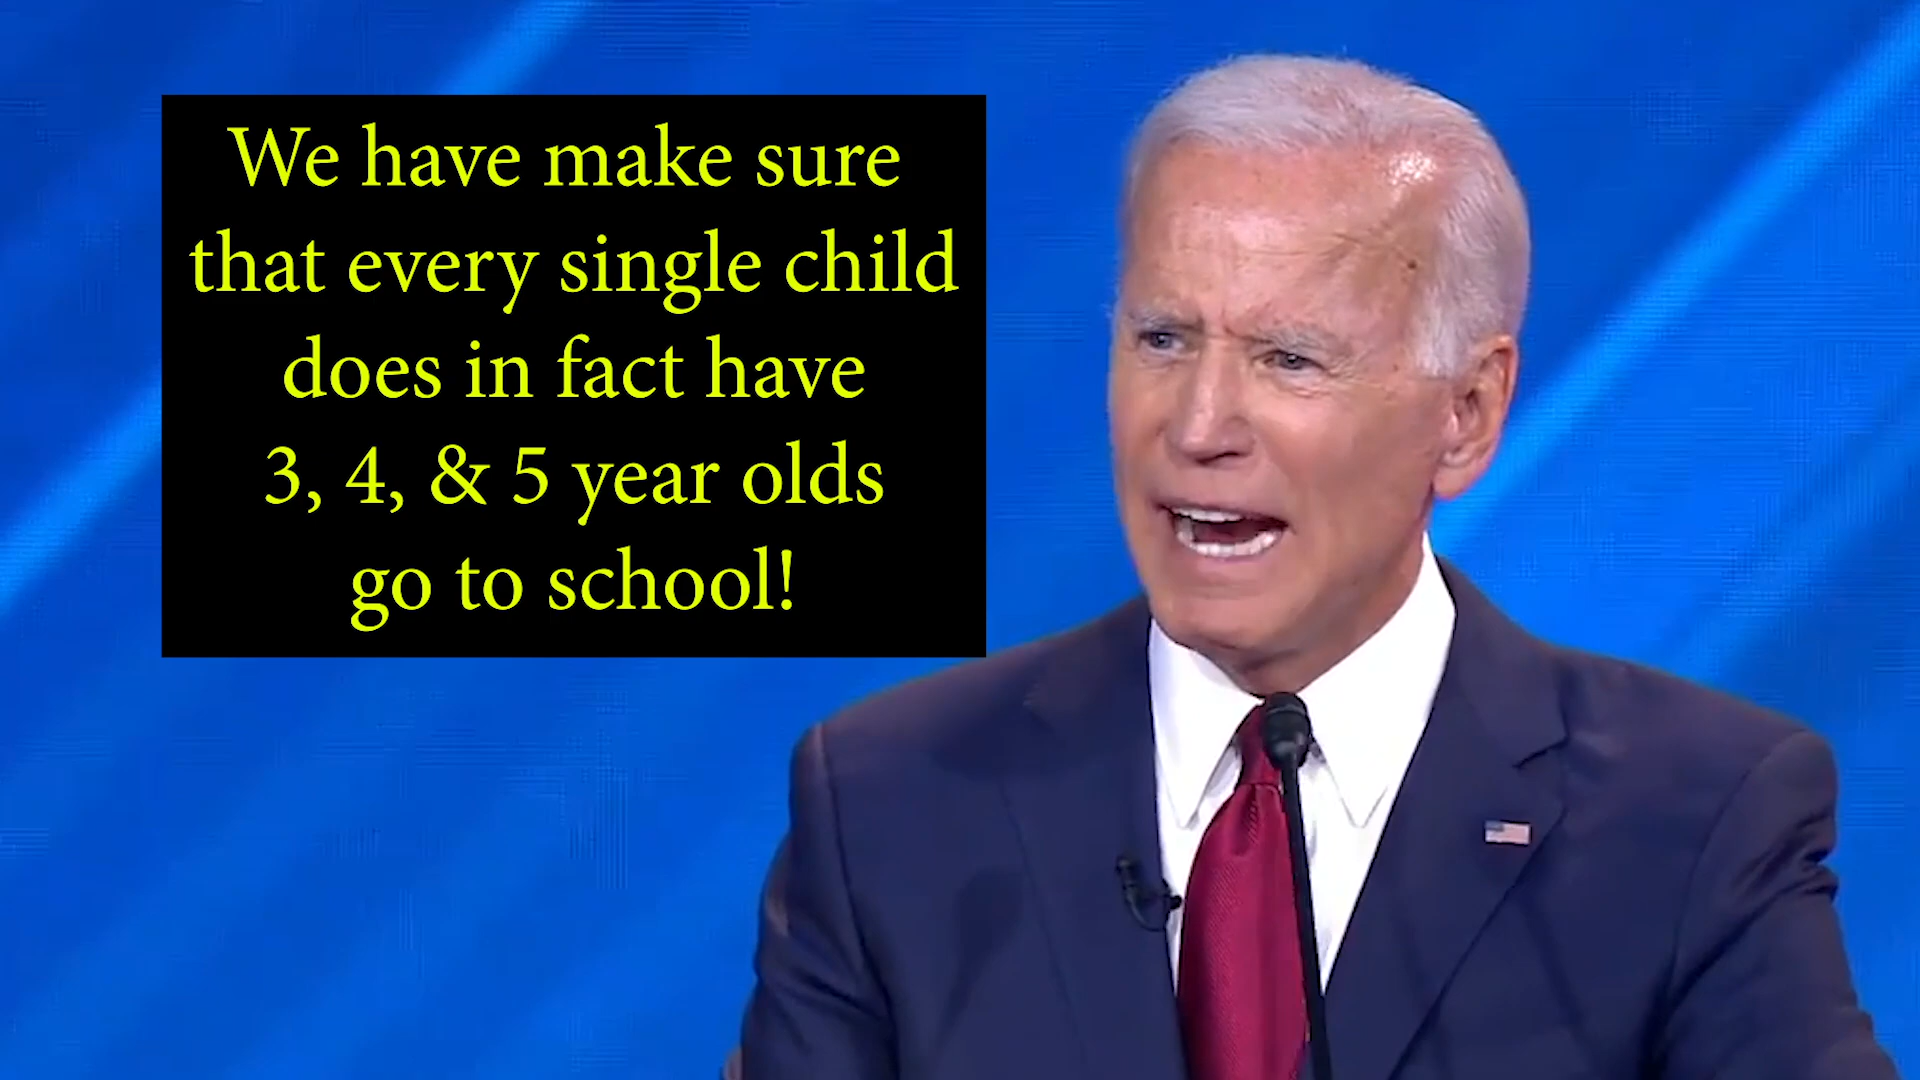 We have make sure
that every single child
does in fact have
3, 4, & 5 year olds
go to school!